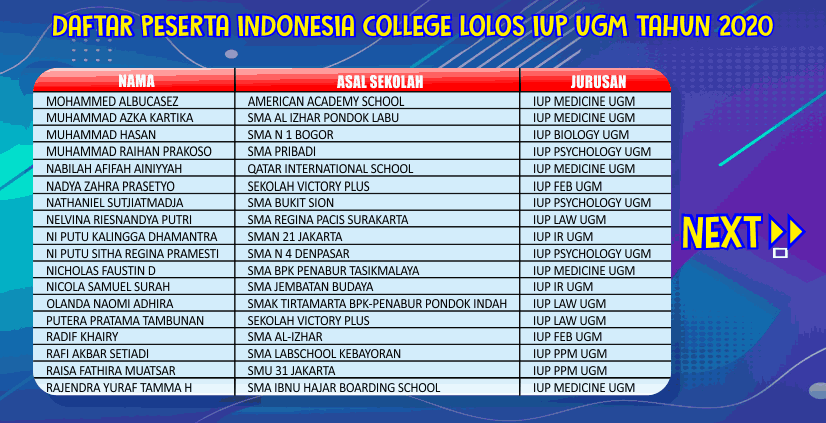 DAFTAR PESERTA INDONESIA COLLEGE LOLOS IUP UGM TAHUN 2020
NAMA ASAL SEKOLAH JURUSAN
MOHAMMED ALBUCASEZ AMERICAN ACADEMY SCHOOL IUP MEDICINE UGM
MUHAMMAD AZKA KARTIKA SMA AL IZHAR PONDOK LABU IUP MEDICINE UGM
MUHAMMAD HASAN SMA N 1 BOGOR IUP BIOLOGY UGM
MUHAMMAD RAIHAN PRAKOSO SMA PRIBADI IUP PSYCHOLOGY UGM
NABILAH AFIFAH AINIYYAH QATAR INTERNATIONAL SCHOOL IUP MEDICINE UGM
NADYA ZAHRA PRASETYO SEKOLAH VICTORY PLUS IUP FEB UGM
NATHANIEL SUTJIATMADJA SMA BUKIT SION IUP PSYCHOLOGY UGM
NELVINA RIESNANDYA PUTRI SMA REGINA PACIS SURAKARTA IUP LAW UGM
NI PUTU KALINGGA DHAMANTRA SMAN 21 JAKARTA IUP IR UGM
NI PUTU SITHA REGINA PRAMESTI SMA N 4 DENPASAR IUP PSYCHOLOGY UGM
NICHOLAS FAUSTIN D SMA BPK PENABUR TASIKMALAYA IUP MEDICINE UGM
NICOLA SAMUEL SURAH SMA JEMBATAN BUDAYA IUP IR UGM
OLANDA NAOMI ADHIRA SMAK TIRTAMARTA BPK-PENABUR PONDOK INDAH IUP LAW UGM
PUTERA PRATAMA TAMBUNAN SEKOLAH VICTORY PLUS IUP LAW UGM
RADIF KHAIRY SMA AL-IZHAR IUP FEB UGM
RAFI AKBAR SETIADI SMA LABSCHOOL KEBAYORAN IUP PPM UGM
RAISA FATHIRA MUATSAR SMU 31 JAKARTA IUP PPM UGM
RAJENDRA YURAF TAMMA H SMA IBNU HAJAR BOARDING SCHOOL IUP MEDICINE UGM
NEXT